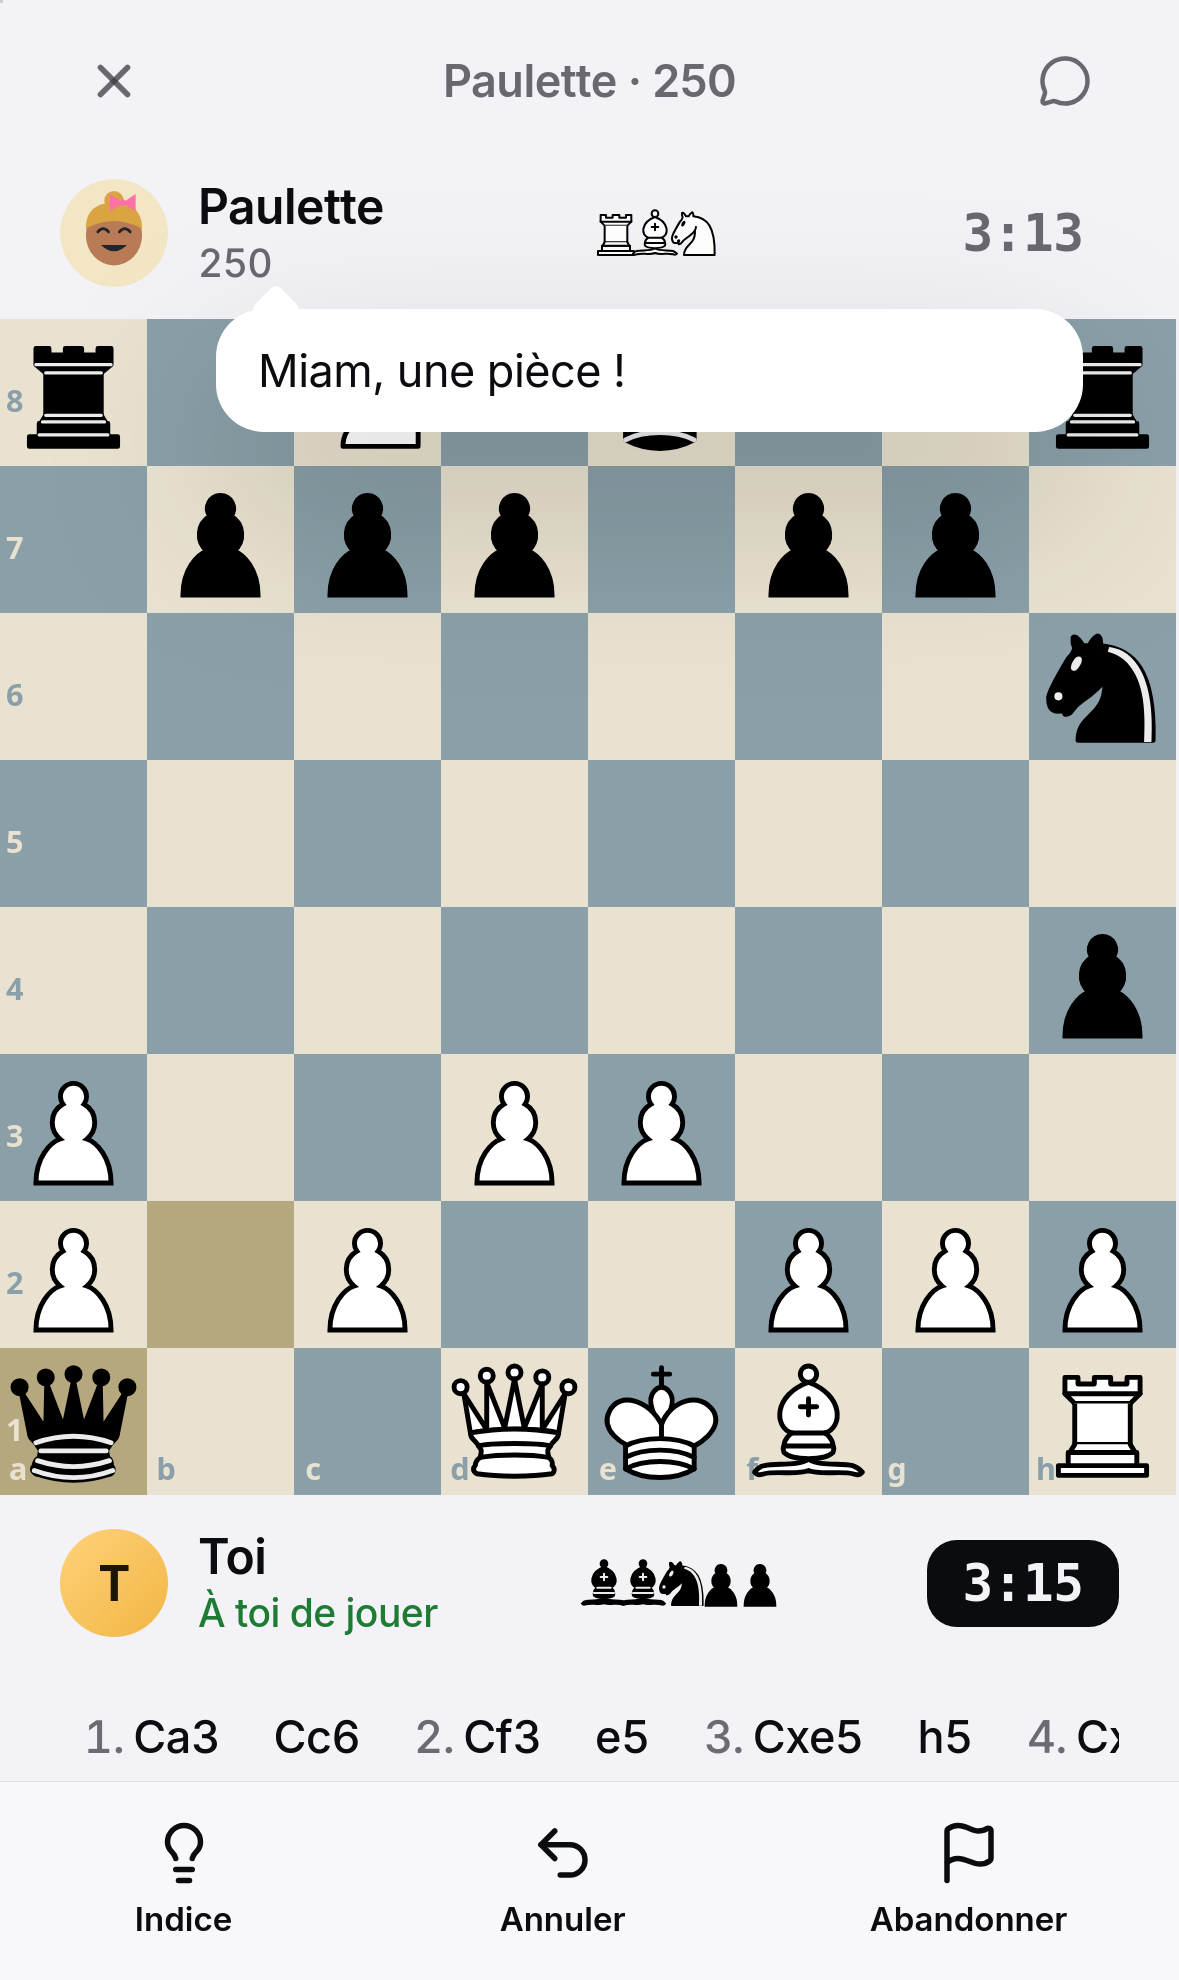 Paulette · 250
Paulette
250
3:13
Miam, une pièce !
8
7
6
5
4
3
2
1
a b c d e f g h
T
Toi
À toi de jouer
3:15
1. Ca3 Cc6 2. Cf3 e5 3. Cxe5 h5 4. Cx
Indice Annuler Abandonner